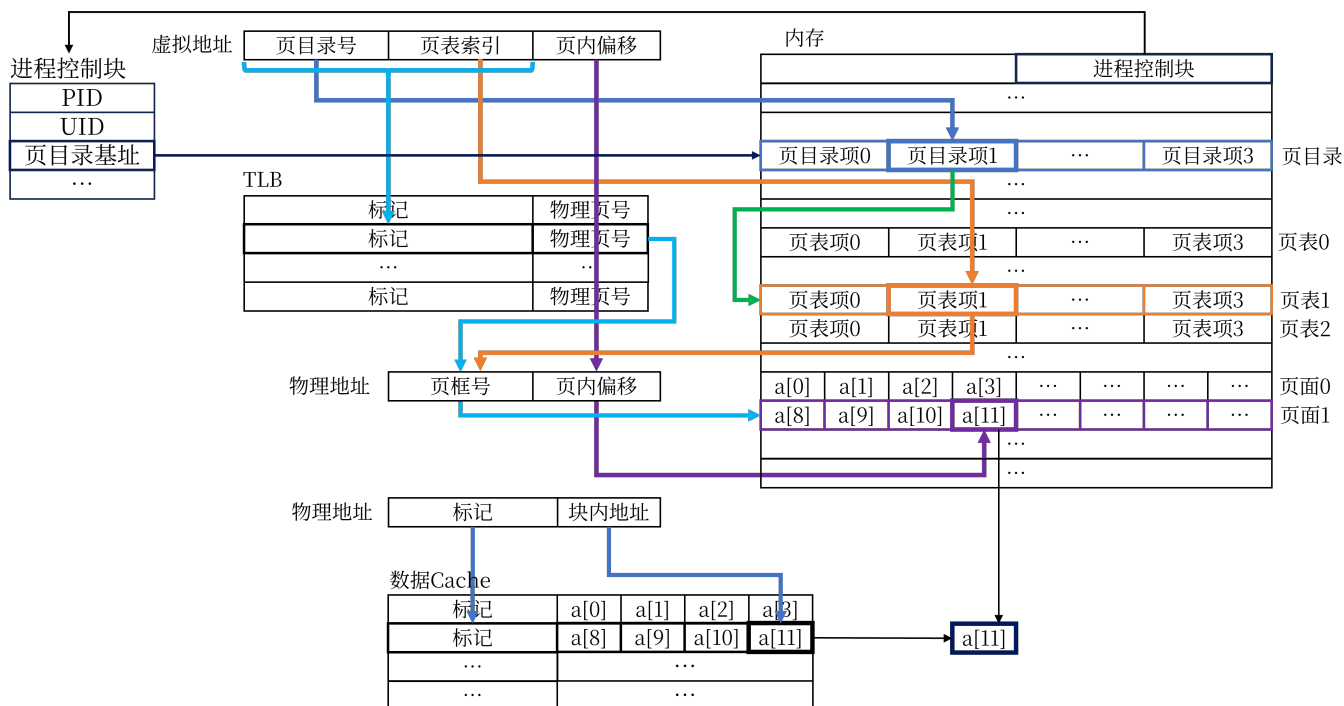 虚拟地址 页目录号 页表索引 页内偏移
内存
进程控制块
进程控制块
PID
…
UID
页目录基址
页目录项0 页目录项1 … 页目录项3 页目录
…
…
TLB
标记 物理页号
…
标记 物理页号
页表项0 页表项1 … 页表项3 页表0
… …
…
标记 物理页号
页表项0 页表项1 … 页表项3 页表1
页表项0 页表项1 … 页表项3 页表2
…
物理地址 页框号 页内偏移
a[0] a[1] a[2] a[3] … … … … 页面0
a[8] a[9] a[10] a[11] … … … … 页面1
…
…
物理地址 标记 块内地址
数据Cache
标记 a[0] a[1] a[2] a[3]
标记 a[8] a[9] a[10] a[11]
a[11]
… …
… …